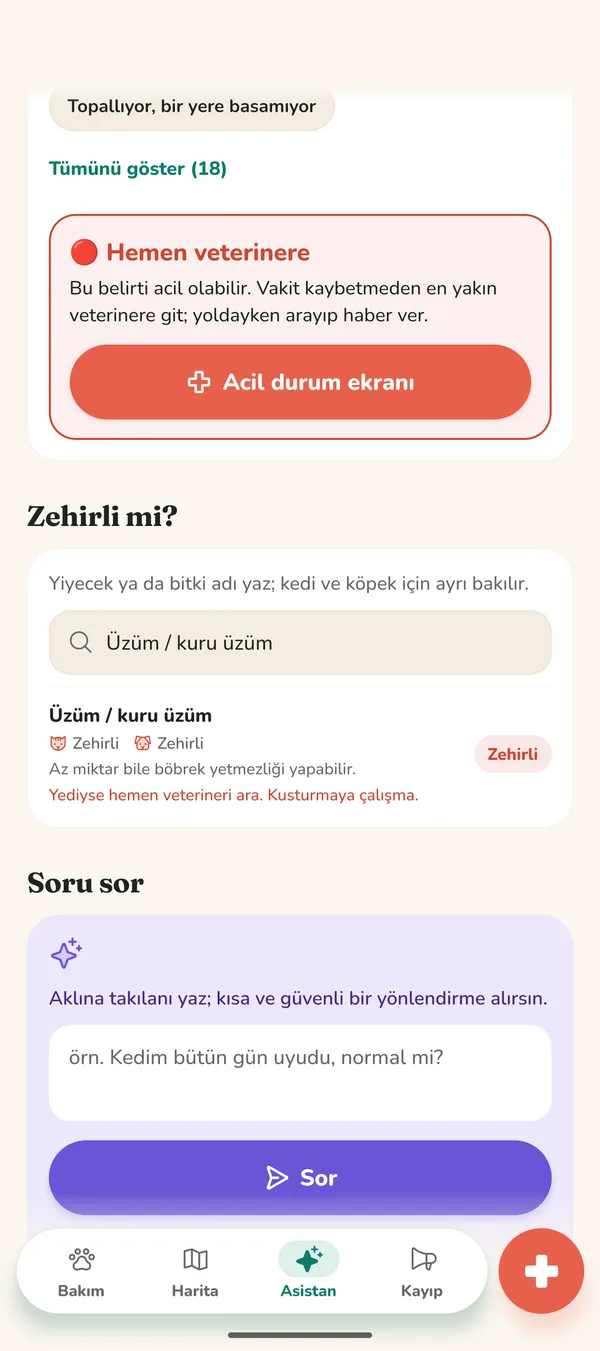 Topallıyor, bir yere basamıyor
Tümünü göster (18)
Hemen veterinere
Bu belirti acil olabilir. Vakit kaybetmeden en yakın
veterinere git; yoldayken arayıp haber ver.
Acil durum ekranı
Zehirli mi?
Yiyecek ya da bitki adı yaz; kedi ve köpek için ayrı bakılır.
Üzüm / kuru üzüm
Üzüm / kuru üzüm
Zehirli Zehirli
Zehirli
Az miktar bile böbrek yetmezliği yapabilir.
Yediyse hemen veterineri ara. Kusturmaya çalışma.
Soru sor
Aklına takılanı yaz; kısa ve güvenli bir yönlendirme alırsın.
örn. Kedim bütün gün uyudu, normal mi?
Sor
Bakım Harita Asistan Kayıp